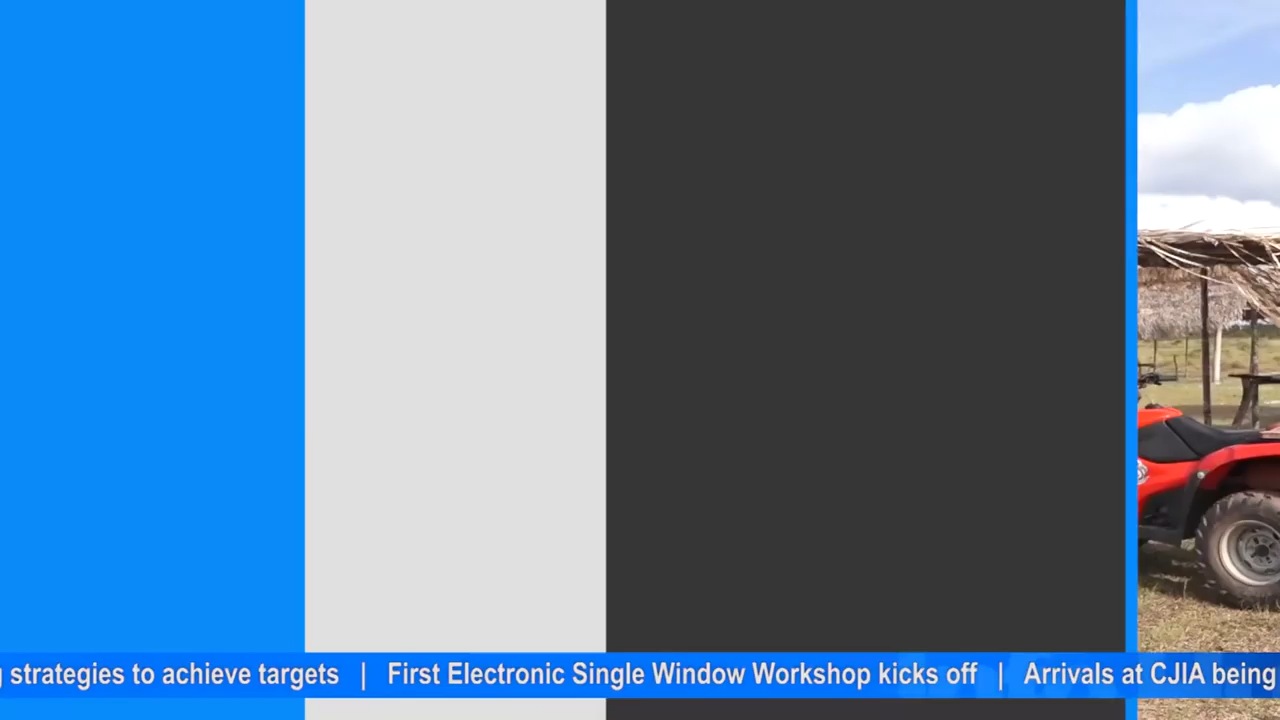 strategies to achieve targets | First Electronic Single Window Workshop kicks off | Arrivals at CJIA being